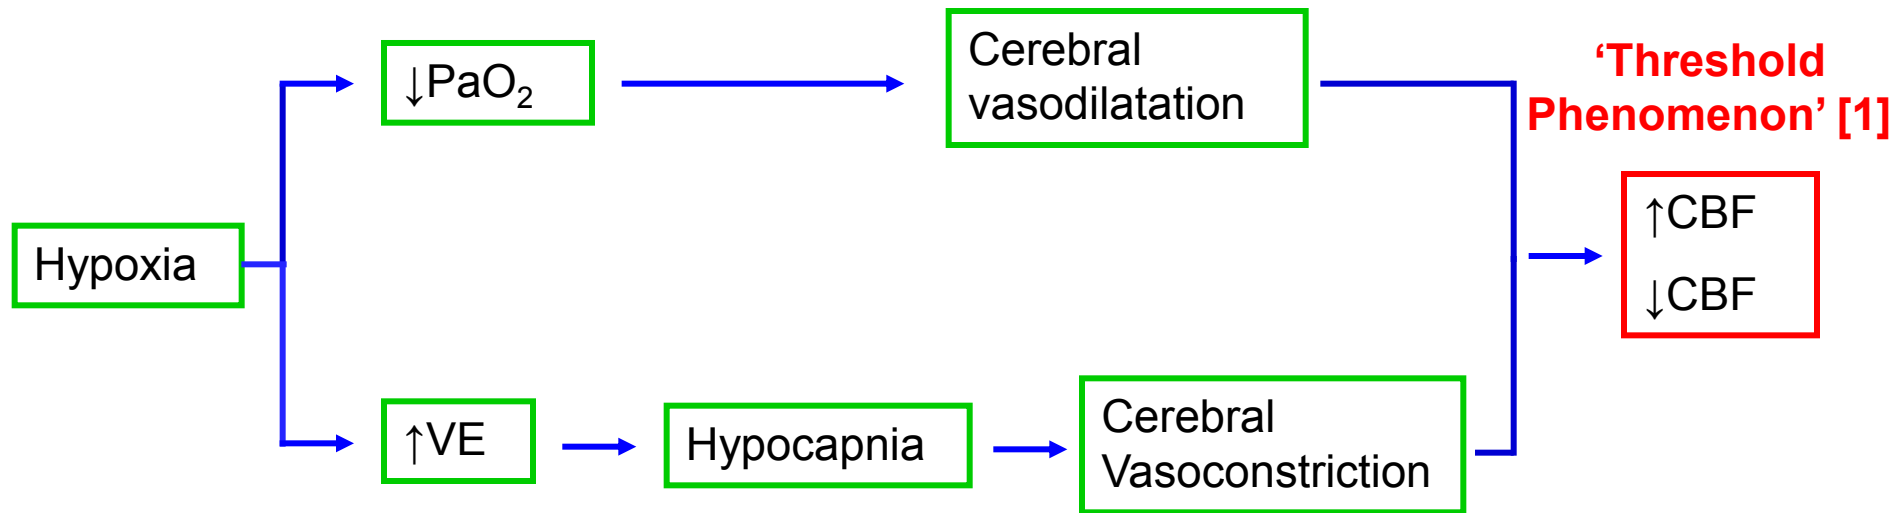 Hypoxia
↓PaO₂
Cerebral
vasodilatation
↑VE
Hypocapnia
Cerebral
Vasoconstriction
‘Threshold
Phenomenon’ [1]
↑CBF
↓CBF